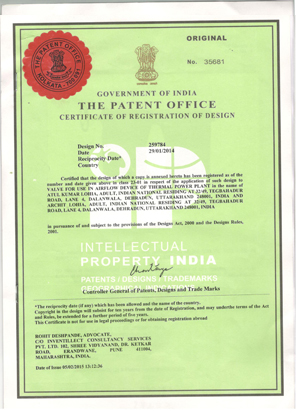 ORIGINAL
No. 35681
THE PATENT OFFICE
KOLKATA
GOVERNMENT OF INDIA
THE PATENT OFFICE
CERTIFICATE OF REGISTRATION OF DESIGN
Design No. 259784
Date 29/01/2014
Reciprocity Date*
Country
Certified that the design of which a copy is annexed hereto has been registered as of the
number and date given above in class 23-01 in respect of the application of such design to
VALVE FOR USE IN AIRFLOW DEVICE OF THERMAL POWER PLANT in the name of
ATUL KUMAR LOHIA, ADULT, INDIAN NATIONAL RESIDING AT 22/49, TEGBAHADUR
ROAD, LANE 4, DALANWALA, DEHRADUN, UTTARAKHAND 248001, INDIA AND
ARCHIT LOHIA, ADULT, INDIAN NATIONAL RESIDING AT 22/49, TEGBAHADUR
ROAD, LANE 4, DALANWALA, DEHRADUN, UTTARAKHAND 248001, INDIA
in pursuance of and subject to the provisions of the Designs Act, 2000 and the Designs Rules,
2001.
INTELLECTUAL
PROPERTY INDIA
PATENTS | DESIGNS | TRADEMARKS
Controller General of Patents, Designs and Trade Marks
*The reciprocity date (if any) which has been allowed and the name of the country.
Copyright in the design will subsist for ten years from the date of Registration, and may under the terms of the Act
and Rules, be extended for a further period of five years.
This Certificate is not for use in legal proceedings or for obtaining registration abroad
ROHIT DESHPANDE, ADVOCATE,
C/O INVENTILLECT CONSULTANCY SERVICES
PVT. LTD. 102, SHREE VIDYANAND, DR. KETKAR
ROAD, ERANDWANE, PUNE 411004,
MAHARASHTRA, INDIA,
Date of Issue 05/02/2015 13:12:26